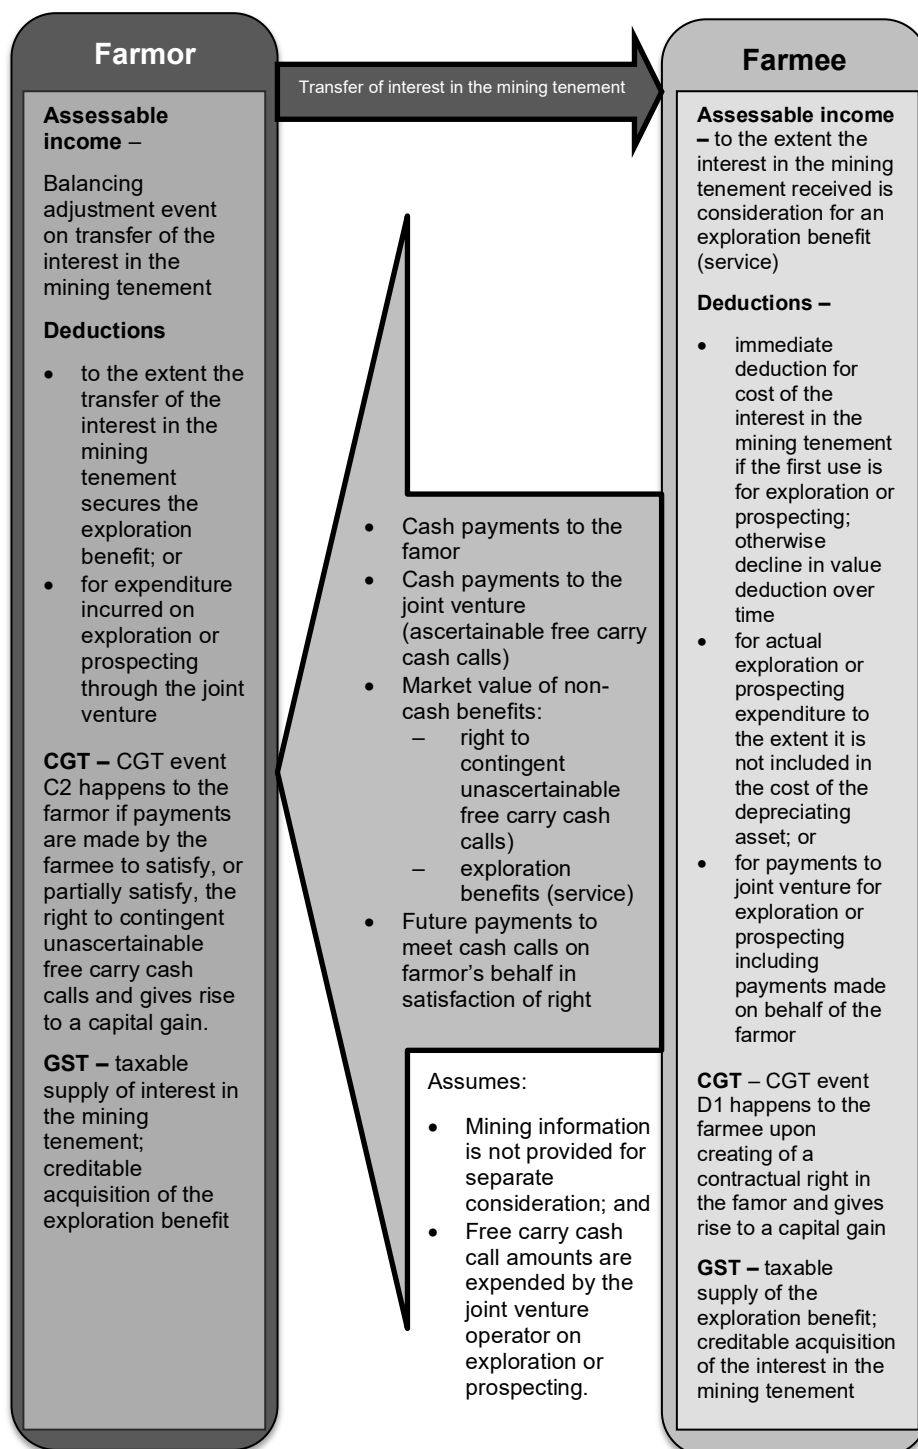 Farmor
Assessable
income –
Balancing
adjustment event
on transfer of the
interest in the
mining tenement
Deductions
• to the extent the
transfer of the
interest in the
mining
tenement
secures the
exploration
benefit; or
• for expenditure
incurred on
exploration or
prospecting
through the joint
venture
CGT – CGT event
C2 happens to the
farmor if payments
are made by the
farmee to satisfy, or
partially satisfy, the
right to contingent
unascertainable
free carry cash
calls and gives rise
to a capital gain.
GST – taxable
supply of interest in
the mining
tenement;
creditable
acquisition of the
exploration benefit
Transfer of interest in the mining tenement
• Cash payments to the
famor
• Cash payments to the
joint venture
(ascertainable free carry
cash calls)
• Market value of non-
cash benefits:
– right to
contingent
unascertainable
free carry cash
calls)
– exploration
benefits (service)
• Future payments to
meet cash calls on
farmor’s behalf in
satisfaction of right
Assumes:
• Mining information
is not provided for
separate
consideration; and
• Free carry cash
call amounts are
expended by the
joint venture
operator on
exploration or
prospecting.
Farmee
Assessable income
– to the extent the
interest in the mining
tenement received is
consideration for an
exploration benefit
(service)
Deductions –
• immediate
deduction for
cost of the
interest in the
mining tenement
if the first use is
for exploration or
prospecting;
otherwise
decline in value
deduction over
time
• for actual
exploration or
prospecting
expenditure to
the extent it is
not included in
the cost of the
depreciating
asset; or
• for payments to
joint venture for
exploration or
prospecting
including
payments made
on behalf of the
farmor
CGT – CGT event
D1 happens to the
farmee upon
creating of a
contractual right in
the famor and gives
rise to a capital gain
GST – taxable
supply of the
exploration benefit;
creditable acquisition
of the interest in the
mining tenement